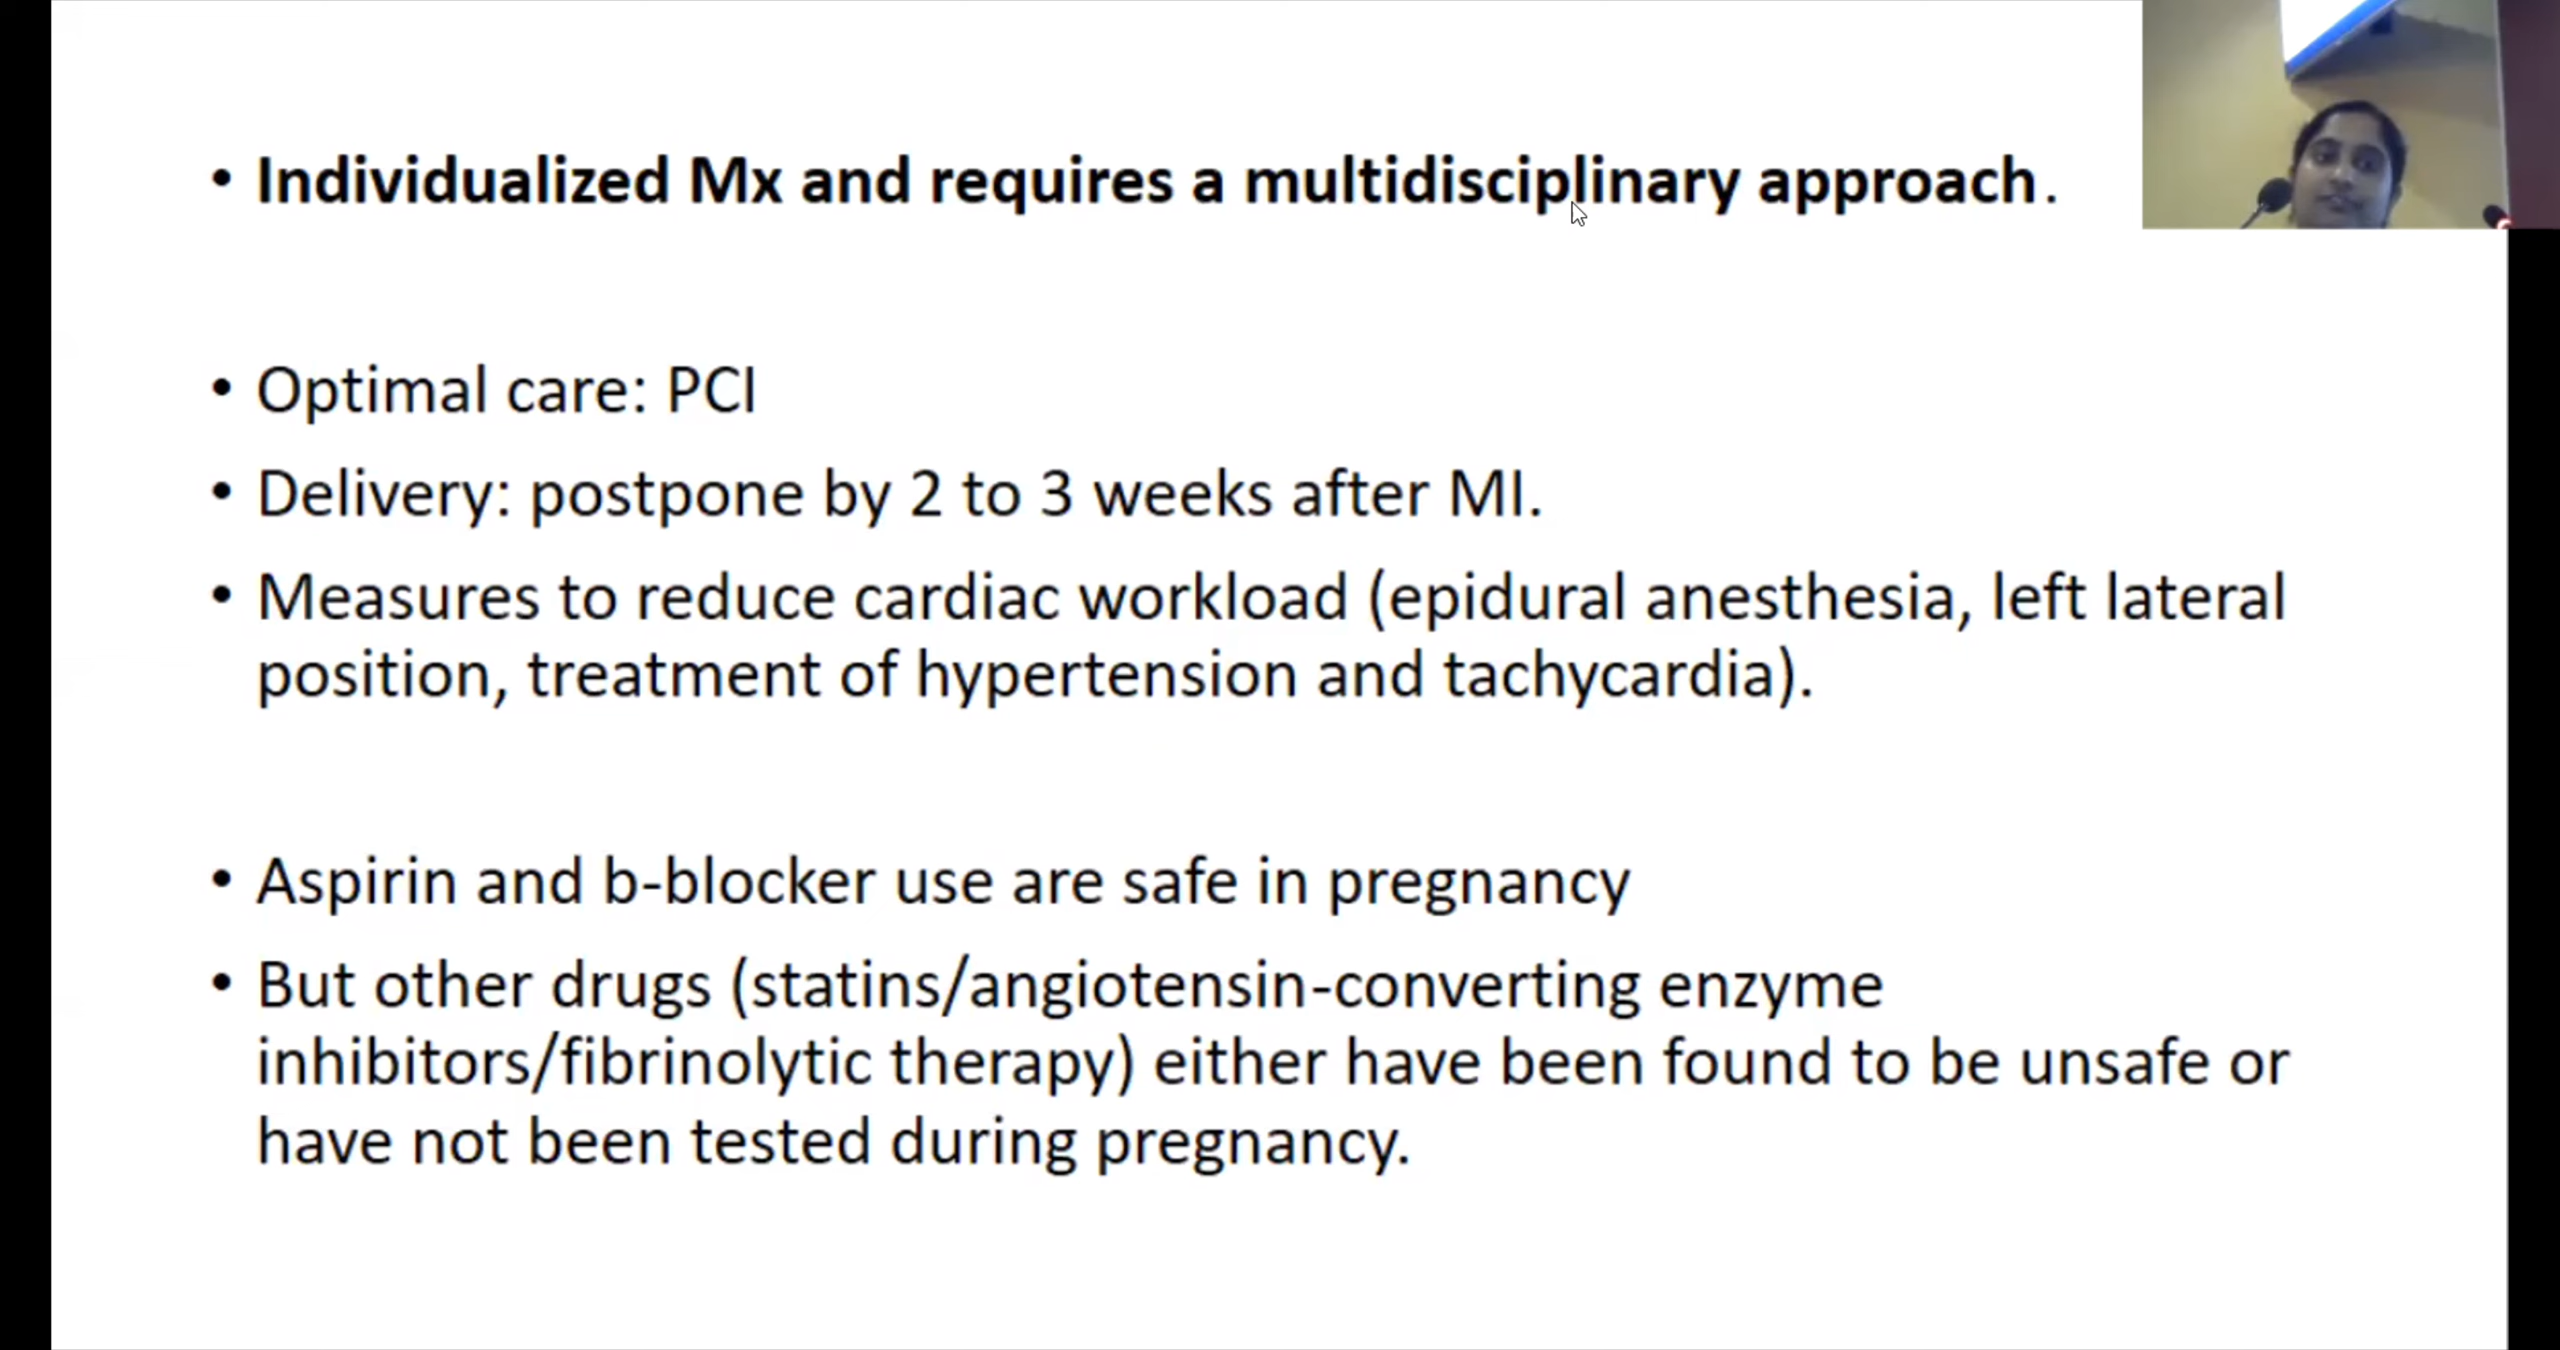 • Individualized Mx and requires a multidisciplinary approach.
• Optimal care: PCI
• Delivery: postpone by 2 to 3 weeks after MI.
• Measures to reduce cardiac workload (epidural anesthesia, left lateral
position, treatment of hypertension and tachycardia).
• Aspirin and b-blocker use are safe in pregnancy
• But other drugs (statins/angiotensin-converting enzyme
inhibitors/fibrinolytic therapy) either have been found to be unsafe or
have not been tested during pregnancy.